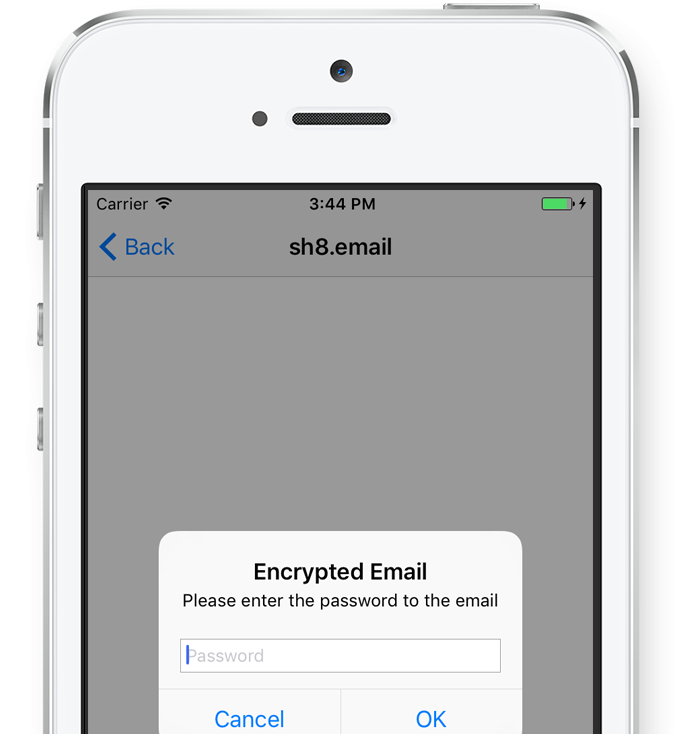 Carrier 3:44 PM
Back sh8.email
Encrypted Email
Please enter the password to the email
Password
Cancel OK